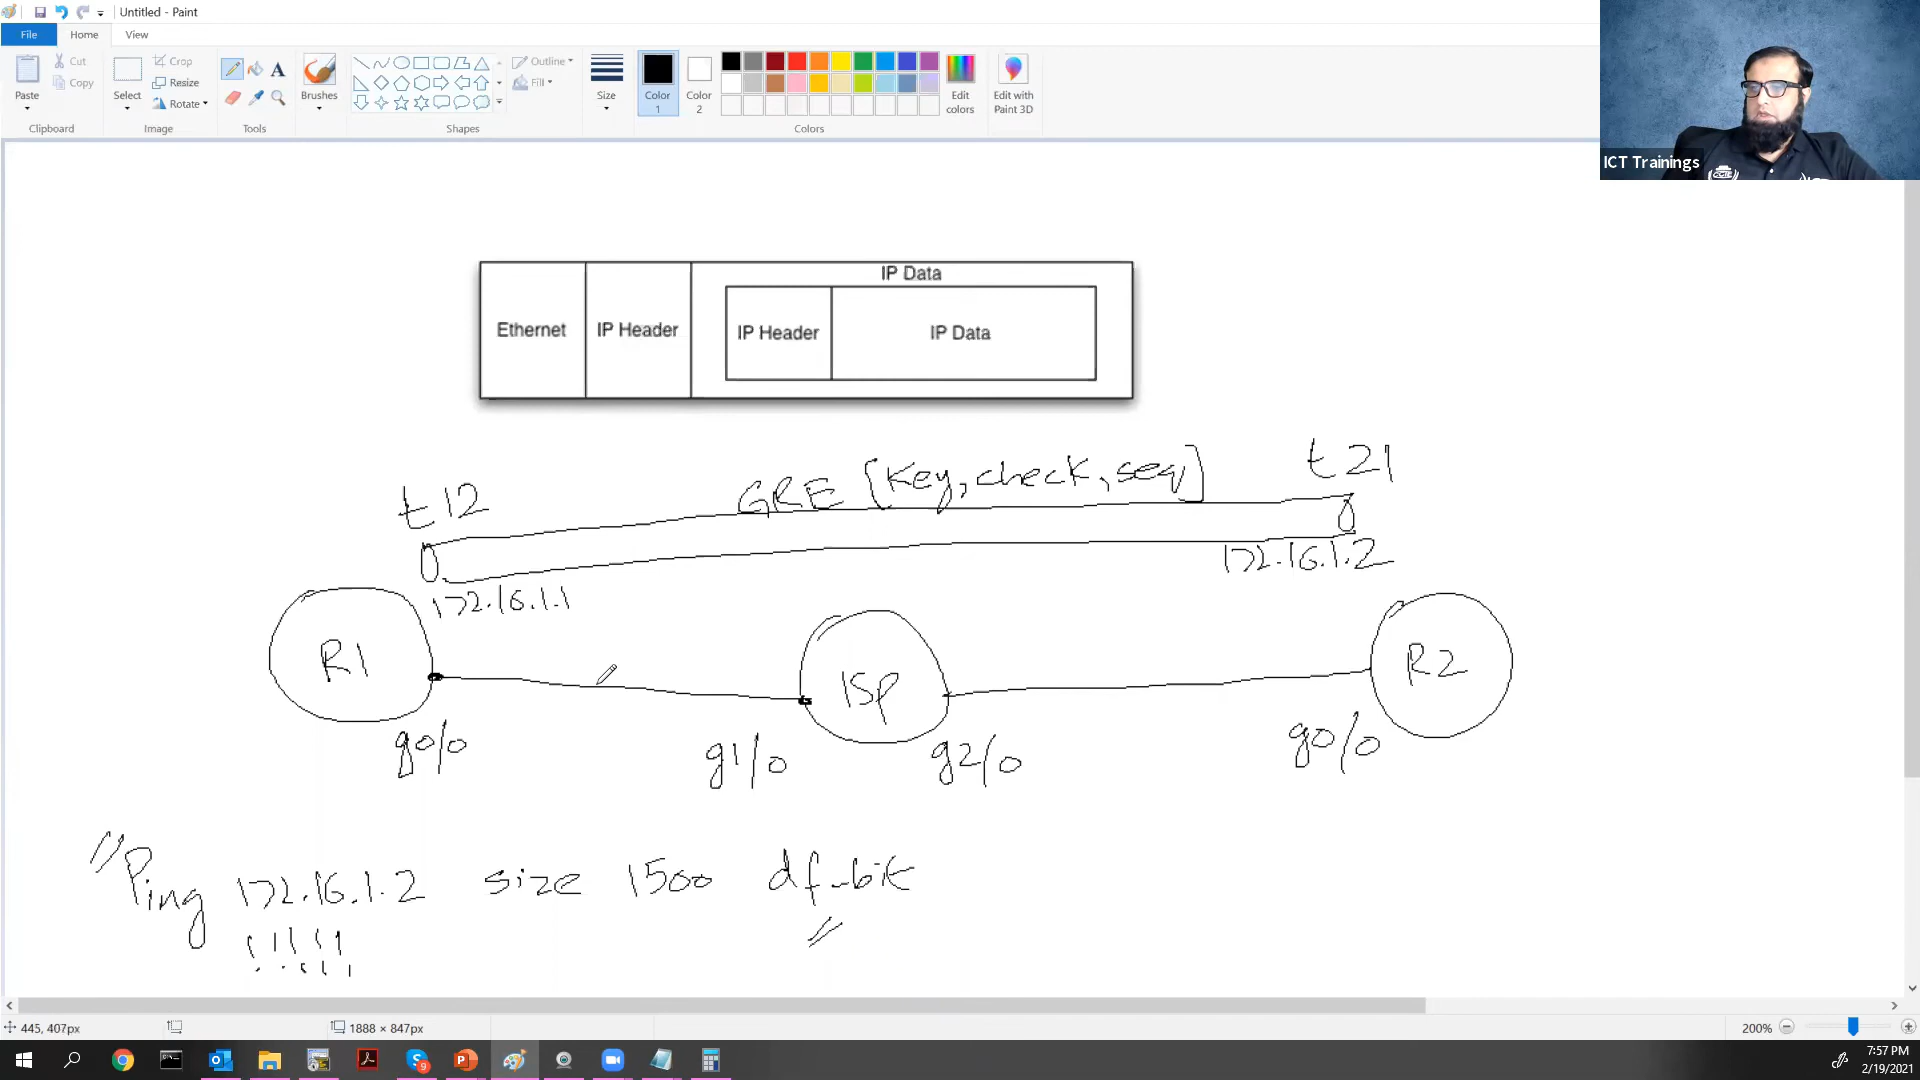 Untitled - Paint
File Home View
Cut
Copy
Paste
Clipboard
Select
Crop
Resize
Rotate
Image
Tools
Brushes
Outline
Fill
Shapes
Size
Color 1
Color 2
Colors
Edit colors
Edit with Paint 3D
ICT Trainings
IP Data
Ethernet IP Header IP Header IP Data
t12 GRE [Key, check, seq] t21
172.16.1.1 172.16.1.2
R1 ISP R2
g0/0 g1/0 g2/0 g0/0
Ping 172.16.1.2 size 1500 df-bit
!!!!!
445, 407px 1888 × 847px 200%
9
7:57 PM
2/19/2021